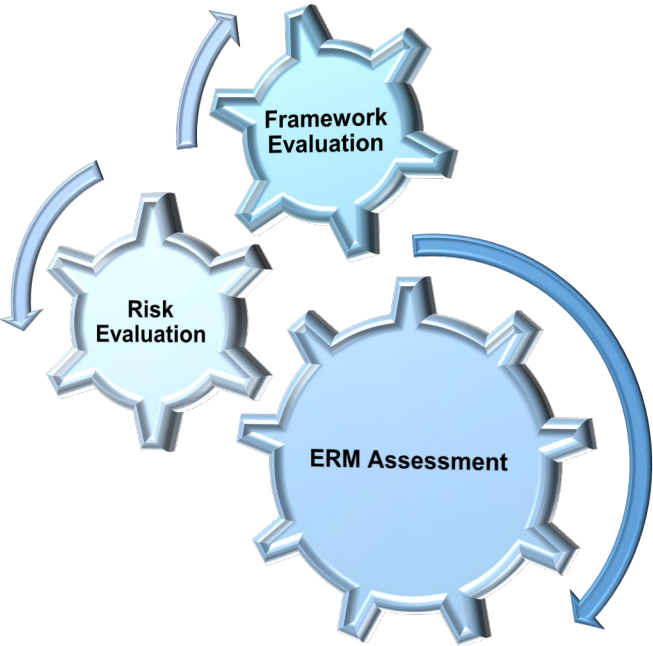 Framework
Evaluation
Risk
Evaluation
ERM Assessment